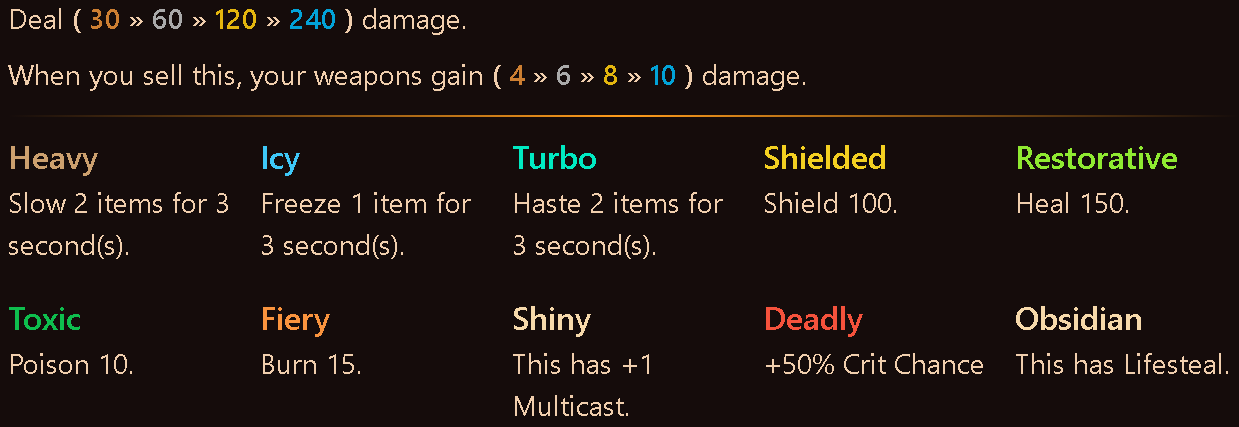 Deal ( 30 » 60 » 120 » 240 ) damage.
When you sell this, your weapons gain ( 4 » 6 » 8 » 10 ) damage.
Heavy
Slow 2 items for 3
second(s).
Icy
Freeze 1 item for
3 second(s).
Turbo
Haste 2 items for
3 second(s).
Shielded
Shield 100.
Restorative
Heal 150.
Toxic
Poison 10.
Fiery
Burn 15.
Shiny
This has +1
Multicast.
Deadly
+50% Crit Chance
Obsidian
This has Lifesteal.